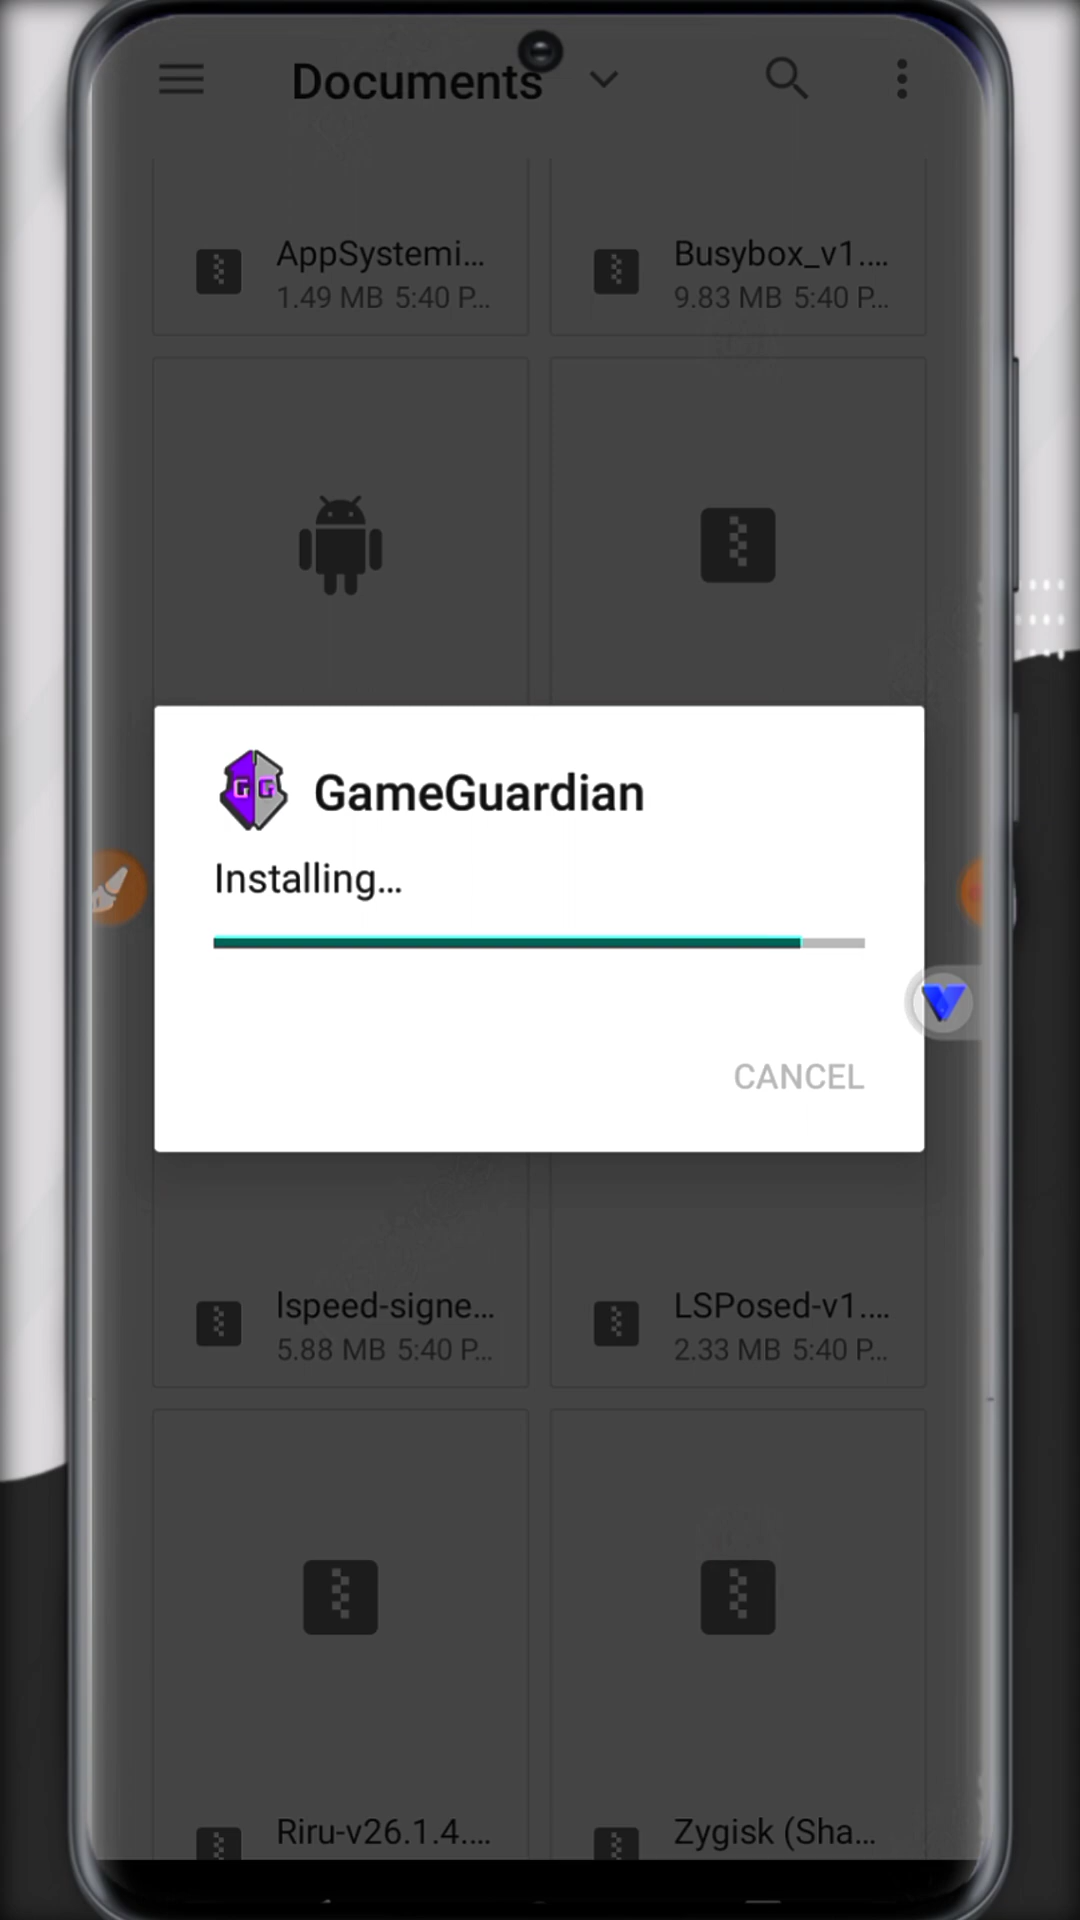 Documents
AppSystemi...
1.49 MB 5:40 P...
Busybox_v1....
9.83 MB 5:40 P...
GG
GameGuardian
Installing...
CANCEL
lspeed-signe...
5.88 MB 5:40 P...
LSPosed-v1....
2.33 MB 5:40 P...
Riru-v26.1.4....
Zygisk (Sha...